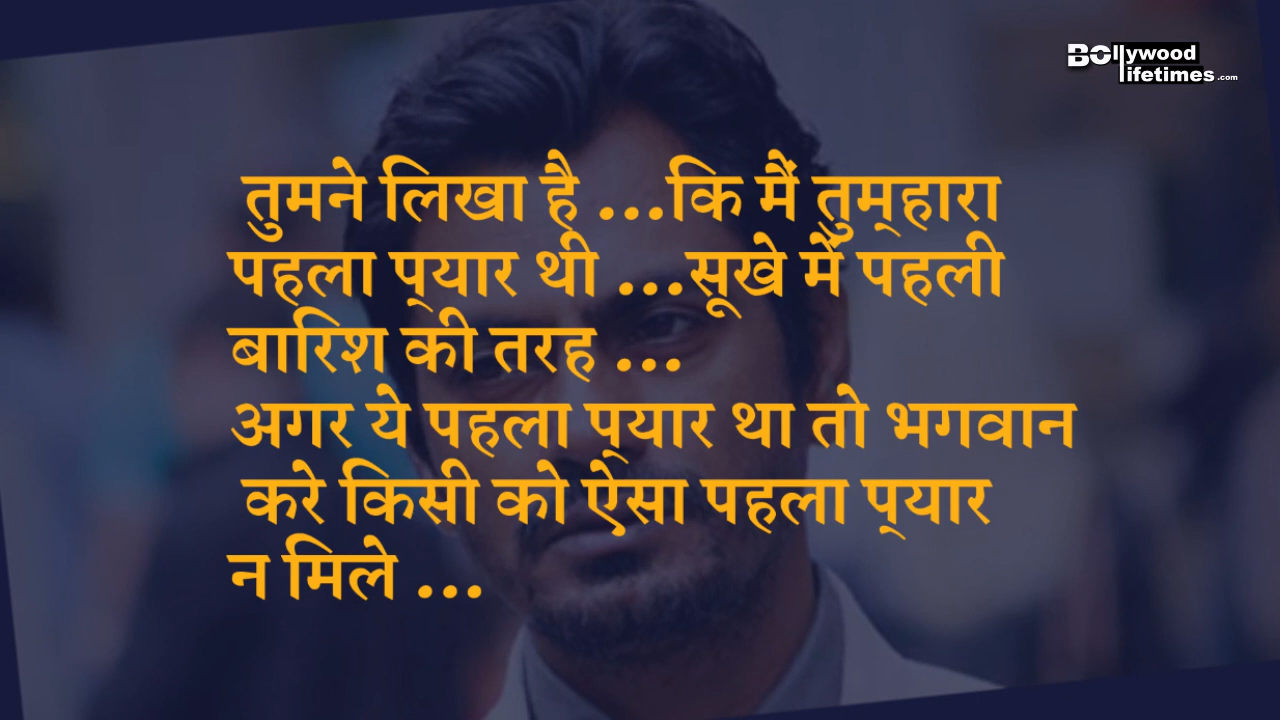 Bollywood
lifetimes.com
तुमने लिखा है ...कि मैं तुम्‌हारा
पहला प्‌यार थी ...सूखे में पहली
बारिश की तरह ...
अगर ये पहला प्‌यार था तो भगवान
करे किसी को ऐसा पहला प्‌यार
न मिले ...